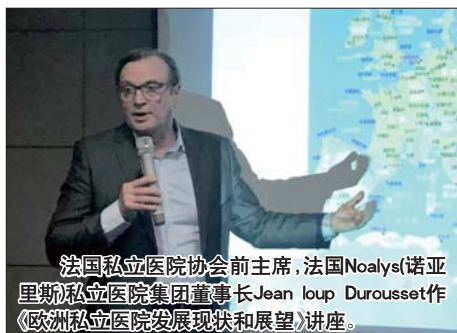 法国私立医院协会前主席,法国Noalys(诺亚
里斯)私立医院集团董事长Jean loup Durousset作
《欧洲私立医院发展现状和展望》讲座。